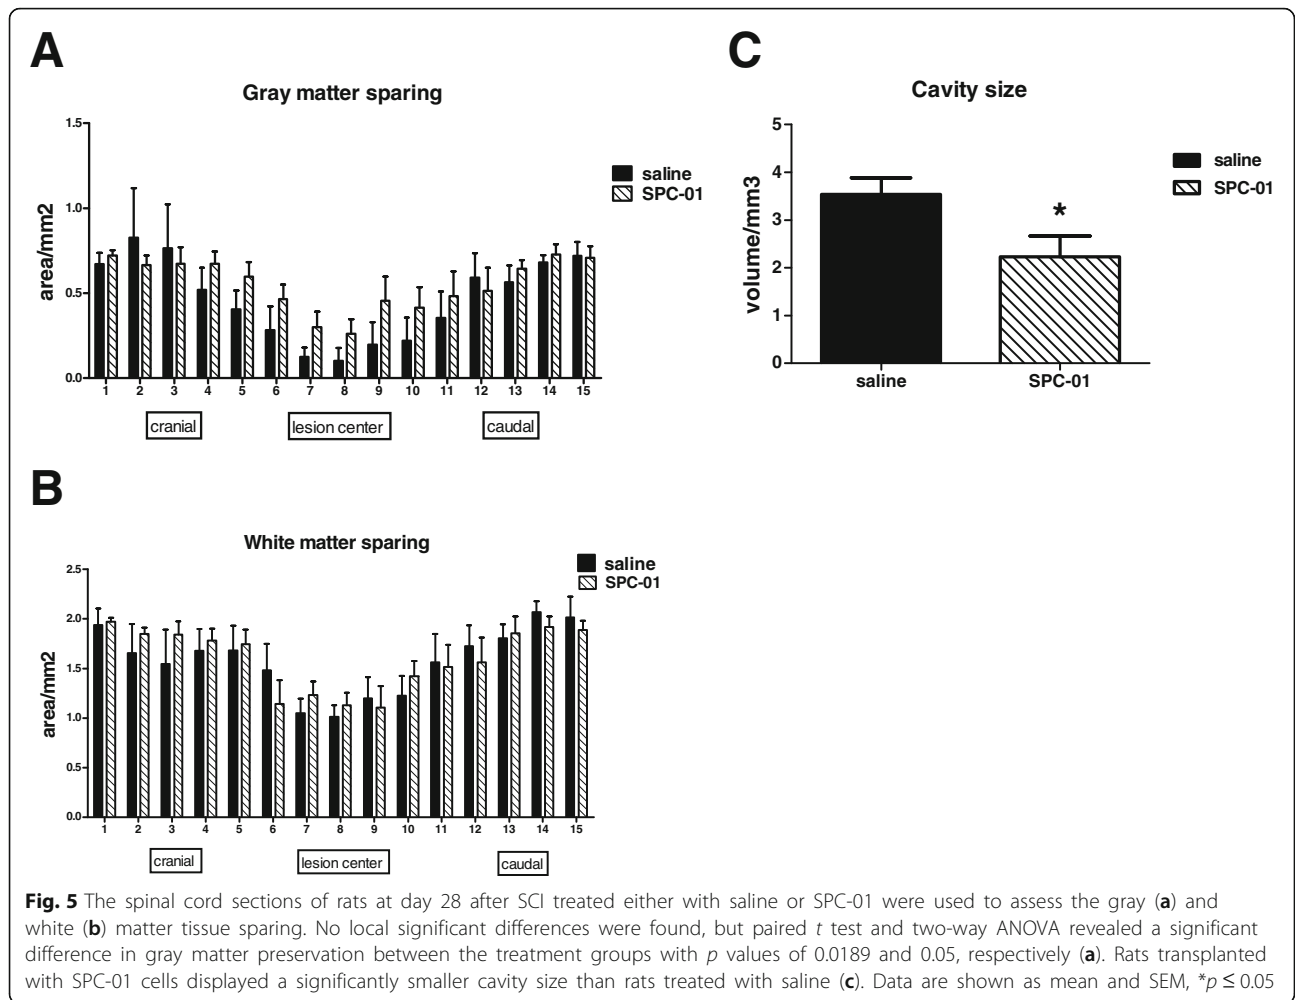 A
Gray matter sparing
1.5
1.0
0.5
0.0
area/mm2
saline
SPC-01
1 2 3 4 5 6 7 8 9 10 11 12 13 14 15
cranial lesion center caudal
C
Cavity size
5
4
3
2
1
0
volume/mm3
*
saline
SPC-01
saline SPC-01
B
White matter sparing
2.5
2.0
1.5
1.0
0.5
0.0
area/mm2
saline
SPC-01
1 2 3 4 5 6 7 8 9 10 11 12 13 14 15
cranial lesion center caudal
Fig. 5 The spinal cord sections of rats at day 28 after SCI treated either with saline or SPC-01 were used to assess the gray (a) and
white (b) matter tissue sparing. No local significant differences were found, but paired t test and two-way ANOVA revealed a significant
difference in gray matter preservation between the treatment groups with p values of 0.0189 and 0.05, respectively (a). Rats transplanted
with SPC-01 cells displayed a significantly smaller cavity size than rats treated with saline (c). Data are shown as mean and SEM, *p ≤ 0.05